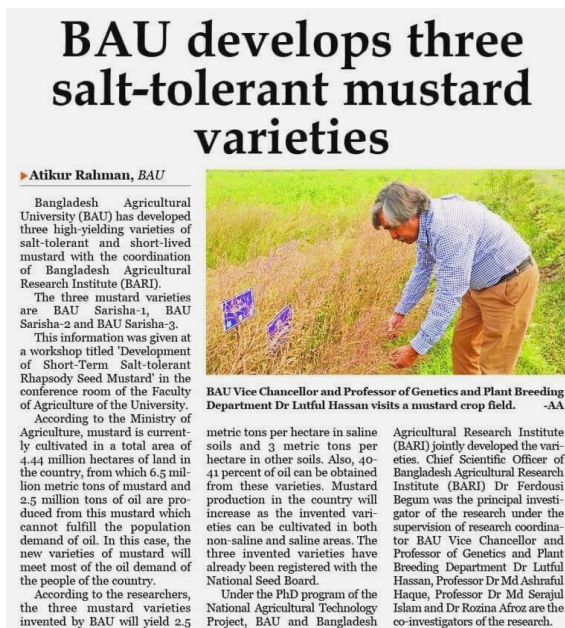 BAU develops three
salt-tolerant mustard
varieties
▶Atikur Rahman, BAU
Bangladesh Agricultural
University (BAU) has developed
three high-yielding varieties of
salt-tolerant and short-lived
mustard with the coordination
of Bangladesh Agricultural
Research Institute (BARI).
The three mustard varieties
are BAU Sarisha-1, BAU
Sarisha-2 and BAU Sarisha-3.
This information was given at
a workshop titled 'Development
of Short-Term Salt-tolerant
Rhapsody Seed Mustard' in the
conference room of the Faculty
of Agriculture of the University.
According to the Ministry of
Agriculture, mustard is current-
ly cultivated in a total area of
4.44 million hectares of land in
the country, from which 6.5 mil-
lion metric tons of mustard and
2.5 million tons of oil are pro-
duced from this mustard which
cannot fulfill the population
demand of oil. In this case, the
new varieties of mustard will
meet most of the oil demand of
the people of the country.
According to the researchers,
the three mustard varieties
invented by BAU will yield 2.5
BAU Vice Chancellor and Professor of Genetics and Plant Breeding
Department Dr Lutful Hassan visits a mustard crop field. -AA
metric tons per hectare in saline
soils and 3 metric tons per
hectare in other soils. Also, 40-
41 percent of oil can be obtained
from these varieties. Mustard
production in the country will
increase as the invented vari-
eties can be cultivated in both
non-saline and saline areas. The
three invented varieties have
already been registered with the
National Seed Board.
Under the PhD program of the
National Agricultural Technology
Project, BAU and Bangladesh
Agricultural Research Institute
(BARI) jointly developed the vari-
eties. Chief Scientific Officer of
Bangladesh Agricultural Research
Institute (BARI) Dr Ferdousi
Begum was the principal investi-
gator of the research under the
supervision of research coordina-
tor BAU Vice Chancellor and
Professor of Genetics and Plant
Breeding Department Dr Lutful
Hassan, Professor Dr Md Ashraful
Haque, Professor Dr Md Serajul
Islam and Dr Rozina Afroz are the
co-investigators of the research.